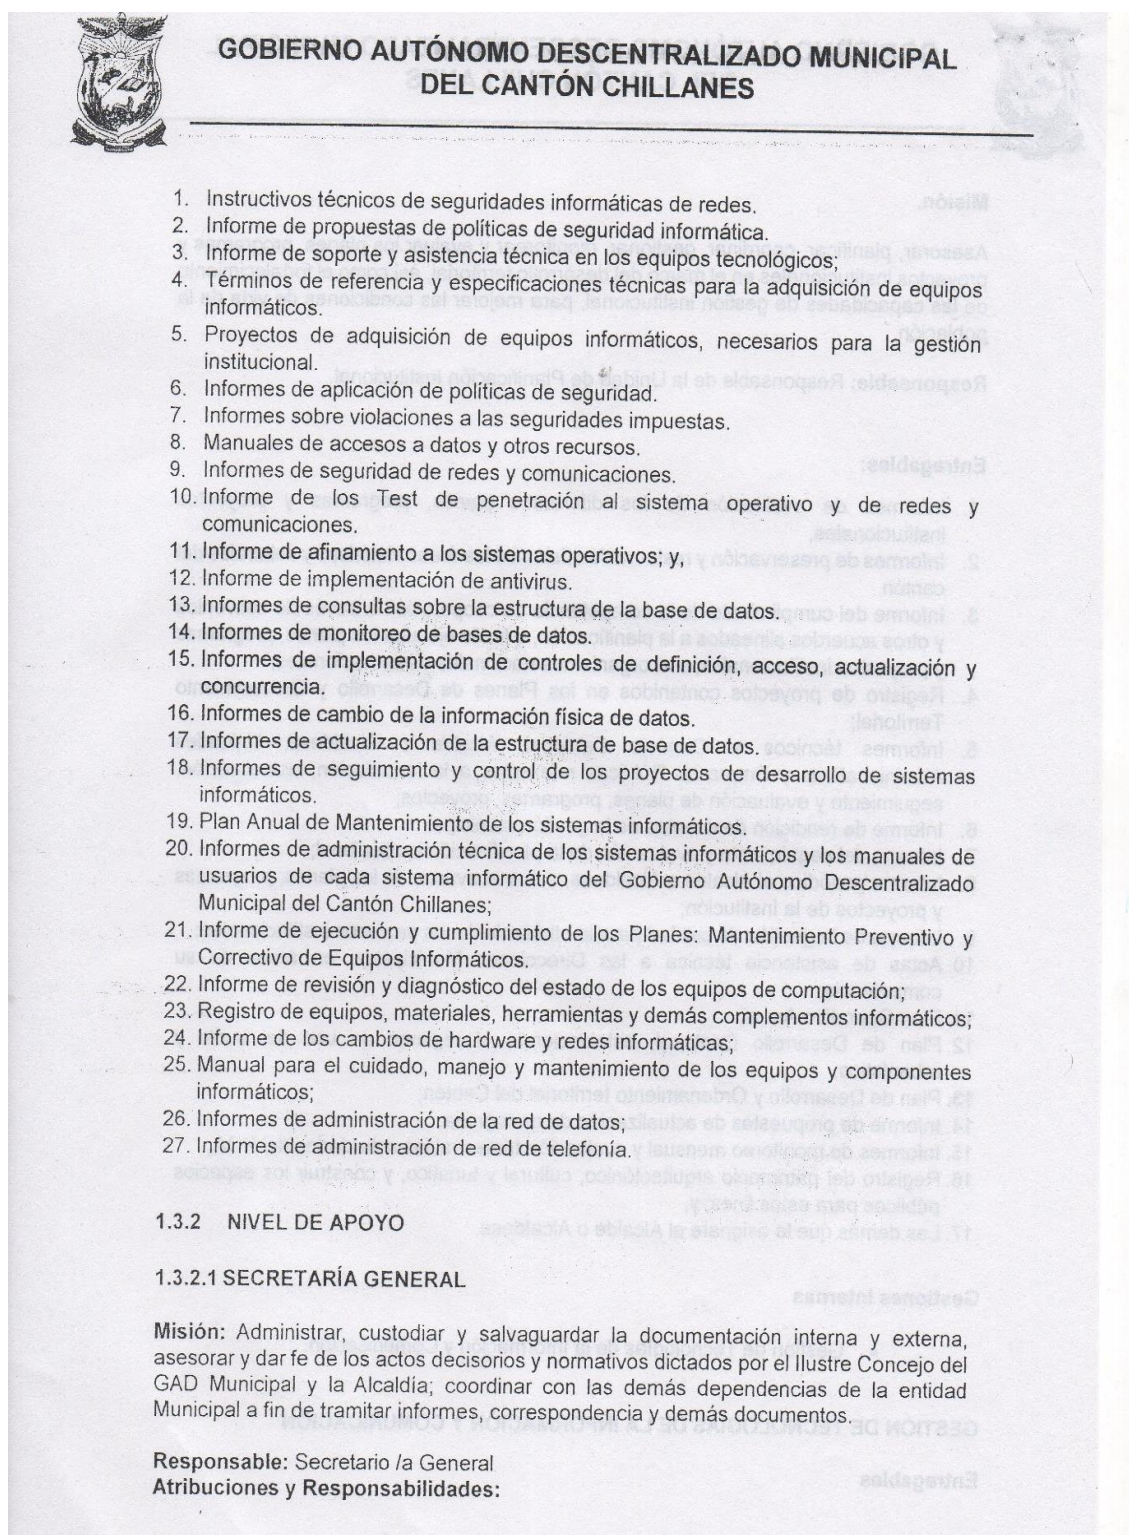 GOBIERNO AUTÓNOMO DESCENTRALIZADO MUNICIPAL
DEL CANTÓN CHILLANES
1. Instructivos técnicos de seguridades informáticas de redes.
2. Informe de propuestas de políticas de seguridad informática.
3. Informe de soporte y asistencia técnica en los equipos tecnológicos;
4. Términos de referencia y especificaciones técnicas para la adquisición de equipos
informáticos.
5. Proyectos de adquisición de equipos informáticos, necesarios para la gestión
institucional.
6. Informes de aplicación de políticas de seguridad.
7. Informes sobre violaciones a las seguridades impuestas.
8. Manuales de accesos a datos y otros recursos.
9. Informes de seguridad de redes y comunicaciones.
10. Informe de los Test de penetración al sistema operativo y de redes y
comunicaciones.
11. Informe de afinamiento a los sistemas operativos; y,
12. Informe de implementación de antivirus.
13. Informes de consultas sobre la estructura de la base de datos.
14. Informes de monitoreo de bases de datos.
15. Informes de implementación de controles de definición, acceso, actualización y
concurrencia.
16. Informes de cambio de la información física de datos.
17. Informes de actualización de la estructura de base de datos.
18. Informes de seguimiento y control de los proyectos de desarrollo de sistemas
informáticos.
19. Plan Anual de Mantenimiento de los sistemas informáticos.
20. Informes de administración técnica de los sistemas informáticos y los manuales de
usuarios de cada sistema informático del Gobierno Autónomo Descentralizado
Municipal del Cantón Chillanes;
21. Informe de ejecución y cumplimiento de los Planes: Mantenimiento Preventivo y
Correctivo de Equipos Informáticos.
22. Informe de revisión y diagnóstico del estado de los equipos de computación;
23. Registro de equipos, materiales, herramientas y demás complementos informáticos;
24. Informe de los cambios de hardware y redes informáticas;
25. Manual para el cuidado, manejo y mantenimiento de los equipos y componentes
informáticos;
26. Informes de administración de la red de datos;
27. Informes de administración de red de telefonía.
1.3.2 NIVEL DE APOYO
1.3.2.1 SECRETARÍA GENERAL
Misión: Administrar, custodiar y salvaguardar la documentación interna y externa,
asesorar y dar fe de los actos decisorios y normativos dictados por el Ilustre Concejo del
GAD Municipal y la Alcaldía; coordinar con las demás dependencias de la entidad
Municipal a fin de tramitar informes, correspondencia y demás documentos.
Responsable: Secretario /a General
Atribuciones y Responsabilidades: